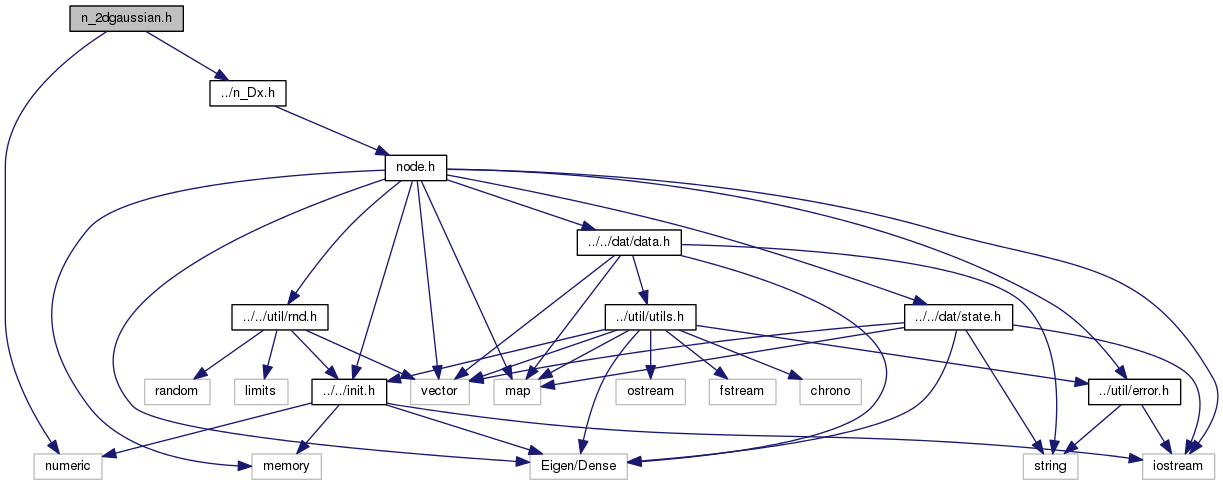 n_2dgaussian.h
../n_Dx.h
node.h
../../dat/data.h
../../util/rnd.h
../util/utils.h
../../dat/state.h
random
limits
../../init.h
vector
map
ostream
fstream
chrono
../util/error.h
numeric
memory
Eigen/Dense
string
iostream